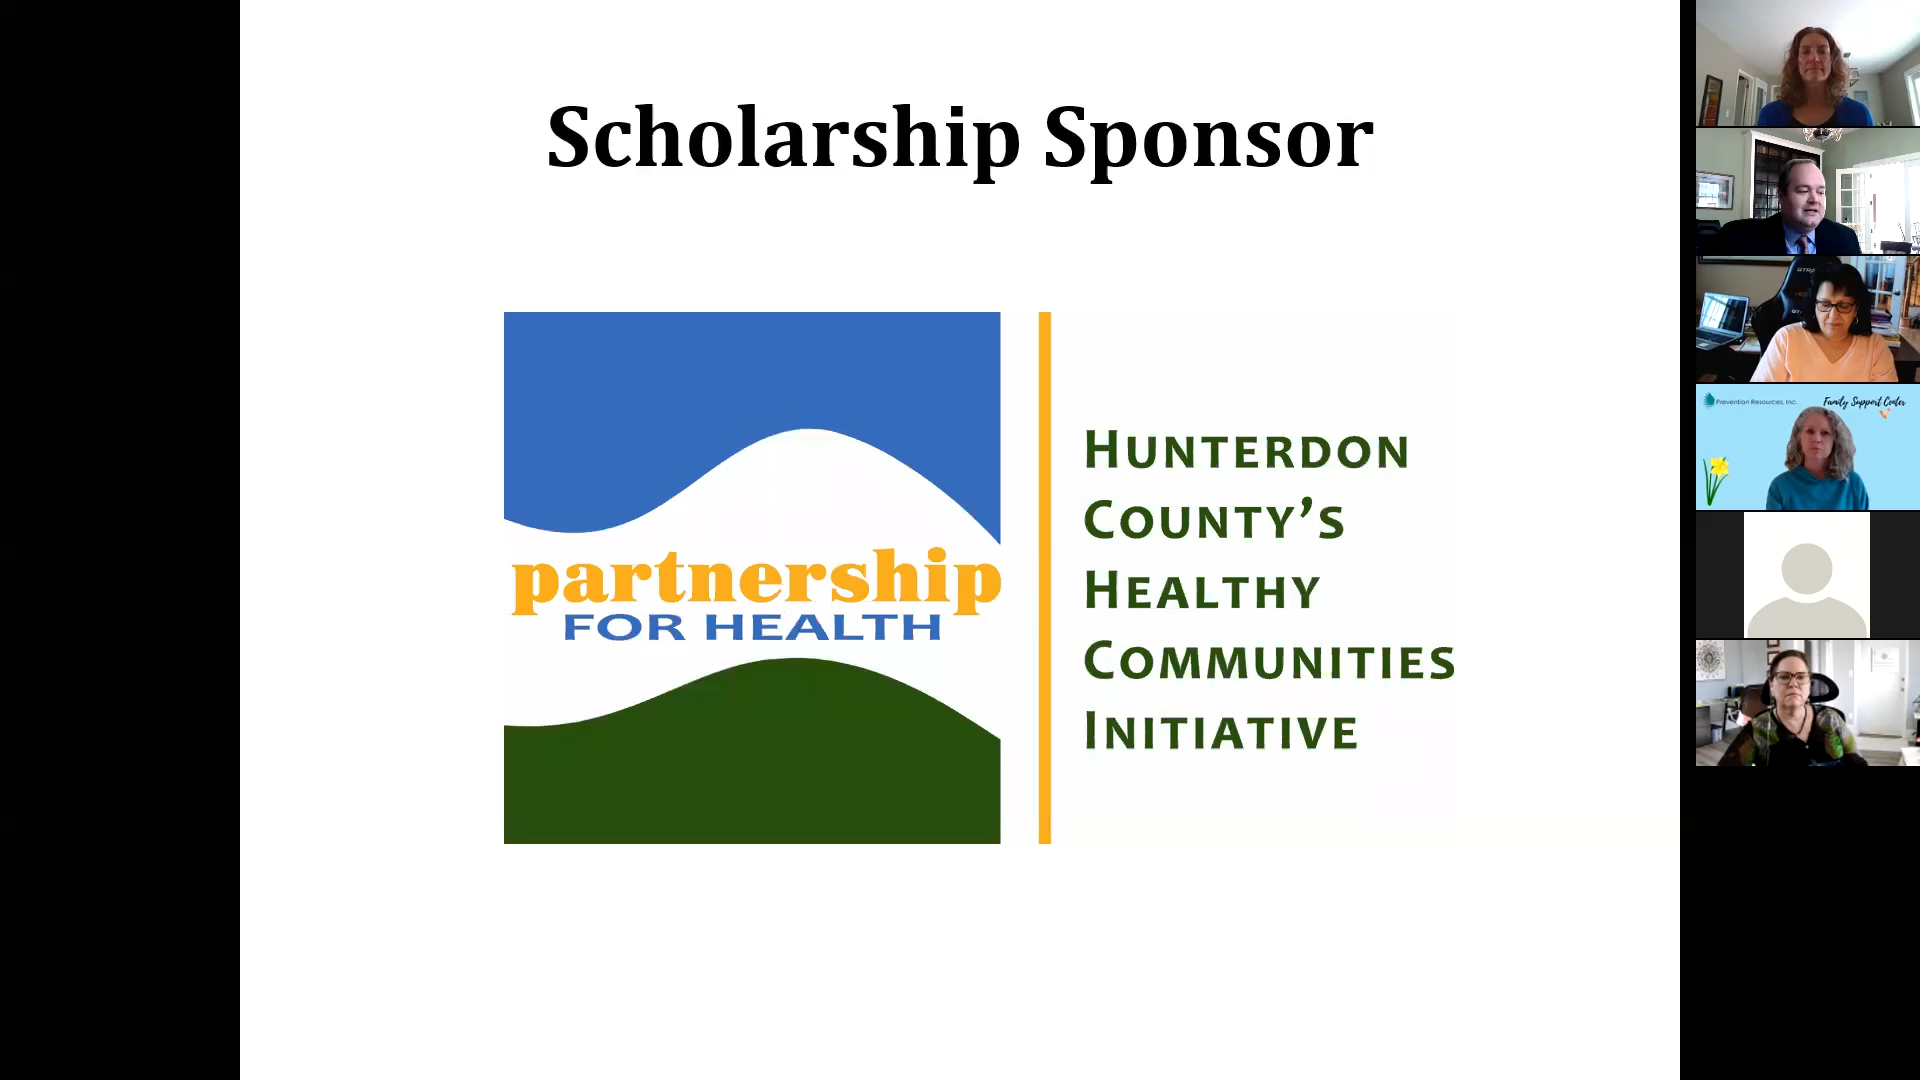 Scholarship Sponsor
partnership
FOR HEALTH
HUNTERDON
COUNTY’S
HEALTHY
COMMUNITIES
INITIATIVE
Prevention Resources, Inc.
Family Support Center